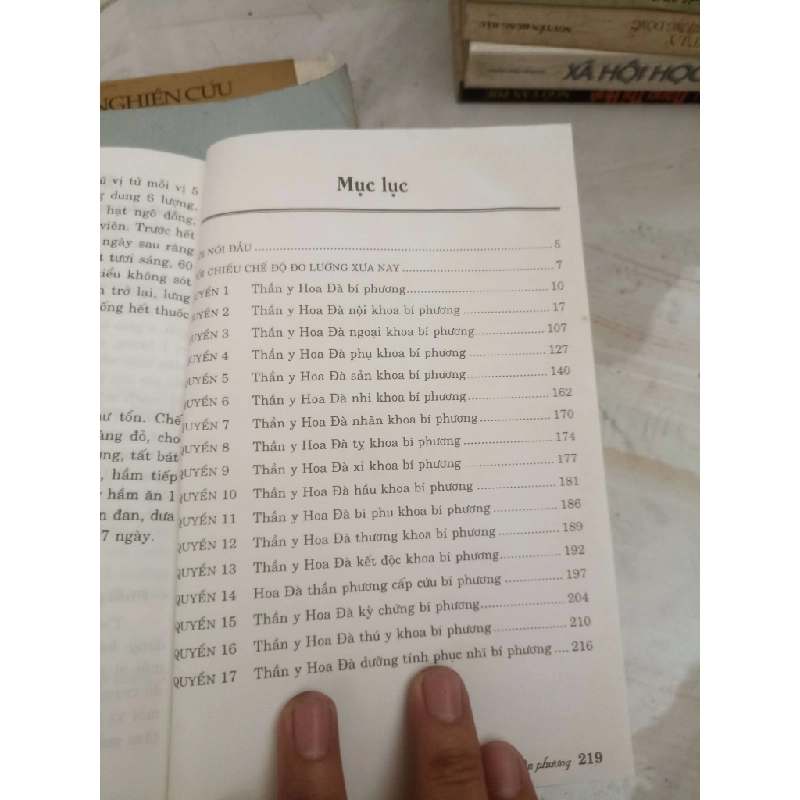 NGHIÊN CỨU
XÃ HỘI HỌC
vị tử mỗi vị 5
dung 6 lượng,
hạt ngô đồng,
viên. Trước hết
ngày sau răng
tươi sáng, 60
không sót
trở lai, lưng
hết thuốc
tổn. Chế
đỏ, cho
tất bát
hầm tiếp
hầm ăn 1
đan, dưa
7 ngày.
Mục lục
NÓI ĐẦU 5
CHIẾU CHẾ ĐỘ ĐO LƯỜNG XƯA NAY 7
QUYỂN 1 Thần y Hoa Đà bí phương 10
QUYỂN 2 Thần y Hoa Đà nội khoa bí phương 17
QUYỂN 3 Thần y Hoa Đà ngoại khoa bí phương 107
QUYỂN 4 Thần y Hoa Đà phụ khoa bí phương 127
QUYỂN 5 Thần y Hoa Đà sản khoa bí phương 140
QUYỂN 6 Thần y Hoa Đà nhi khoa bí phương 162
QUYỂN 7 Thần y Hoa Đà nhãn khoa bí phương 170
QUYỂN 8 Thần y Hoa Đà tỵ khoa bí phương 174
QUYỂN 9 Thần y Hoa Đà xỉ khoa bí phương 177
QUYỂN 10 Thần y Hoa Đà hầu khoa bí phương 181
QUYỂN 11 Thần y Hoa Đà bì phu khoa bí phương 186
QUYỂN 12 Thần y Hoa Đà thương khoa bí phương 189
QUYỂN 13 Thần y Hoa Đà kết độc khoa bí phương 192
QUYỂN 14 Hoa Đà thần phương cấp cứu bí phương 197
QUYỂN 15 Thần y Hoa Đà kỳ chứng bí phương 204
QUYỂN 16 Thần y Hoa Đà thú y khoa bí phương 210
QUYỂN 17 Thần y Hoa Đà dưỡng tính phục nhĩ bí phương 216
phương 219